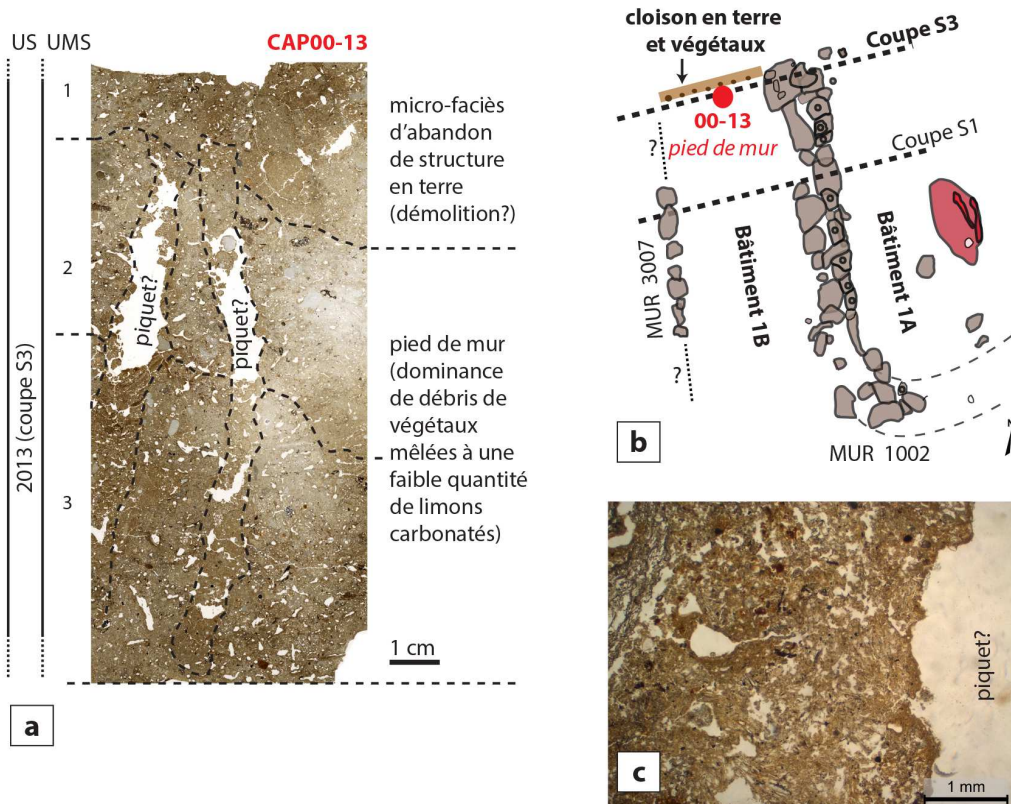 US UMS
CAP00-13
1
2
3
2013 (coupe S3)
piquet?
piquet?
micro-faciès
d'abandon
de structure
en terre
(démolition?)
pied de mur
(dominance
de débris de
végétaux
mêlées à une
faible quantité
de limons
carbonatés)
1 cm
a
cloison en terre
et végétaux
Coupe S3
00-13
pied de mur
Coupe S1
?
MUR 3007
?
Bâtiment 1B
Bâtiment 1A
MUR 1002
N
b
piquet?
c
1 mm